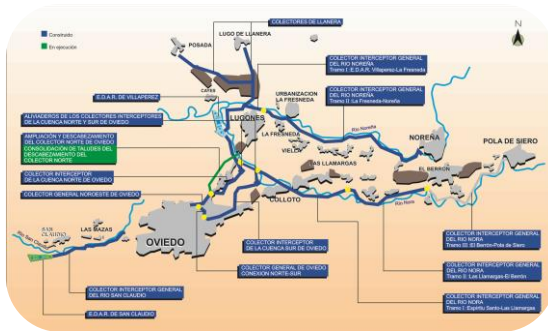 COLECTORES DE LLANERA
N
Construido
En ejecución
LUGO DE LLANERA
POSADA
CAYES
COLECTOR INTERCEPTOR GENERAL
DEL RIO NOREÑA
Tramo I: E.D.A.R. Villaperez-La Fresneda
E.D.A.R. DE VILLAPEREZ
URBANIZACION
LA FRESNEDA
COLECTOR INTERCEPTOR GENERAL
DEL RIO NOREÑA
Tramo II: La Fresneda-Noreña
ALIVIADEROS DE LOS COLECTORES INTERCEPTORES
DE LA CUENCA NORTE Y SUR DE OVIEDO
LUGONES
LA FRESNEDA
Río Noreña
NOREÑA
AMPLIACIÓN Y DESCABEZAMIENTO
DEL COLECTOR NORTE DE OVIEDO
CONSOLIDACIÓN DE TALUDES DEL
DESCABEZAMIENTO DEL
COLECTOR NORTE
VIELLA
POLA DE SIERO
LAS LLAMARGAS
EL BERRÓN
COLECTOR INTERCEPTOR
DE LA CUENCA NORTE DE OVIEDO
COLECTOR GENERAL NOROESTE DE OVIEDO
COLLOTO
Río Nora
LAS MAZAS
SAN
CLAUDIO
OVIEDO
COLECTOR INTERCEPTOR
DE LA CUENCA SUR DE OVIEDO
COLECTOR INTERCEPTOR GENERAL
DEL RIO NORA
Tramo III: El Berrón-Pola de Siero
COLECTOR GENERAL DE OVIEDO
CONEXIÓN NORTE-SUR
COLECTOR INTERCEPTOR GENERAL
DEL RIO NORA
Tramo II: Las Llamargas-El Berrón
COLECTOR INTERCEPTOR GENERAL
DEL RIO SAN CLAUDIO
COLECTOR INTERCEPTOR GENERAL
DEL RIO NORA
Tramo I: Espíritu Santo-Las Llamargas
E.D.A.R. DE SAN CLAUDIO